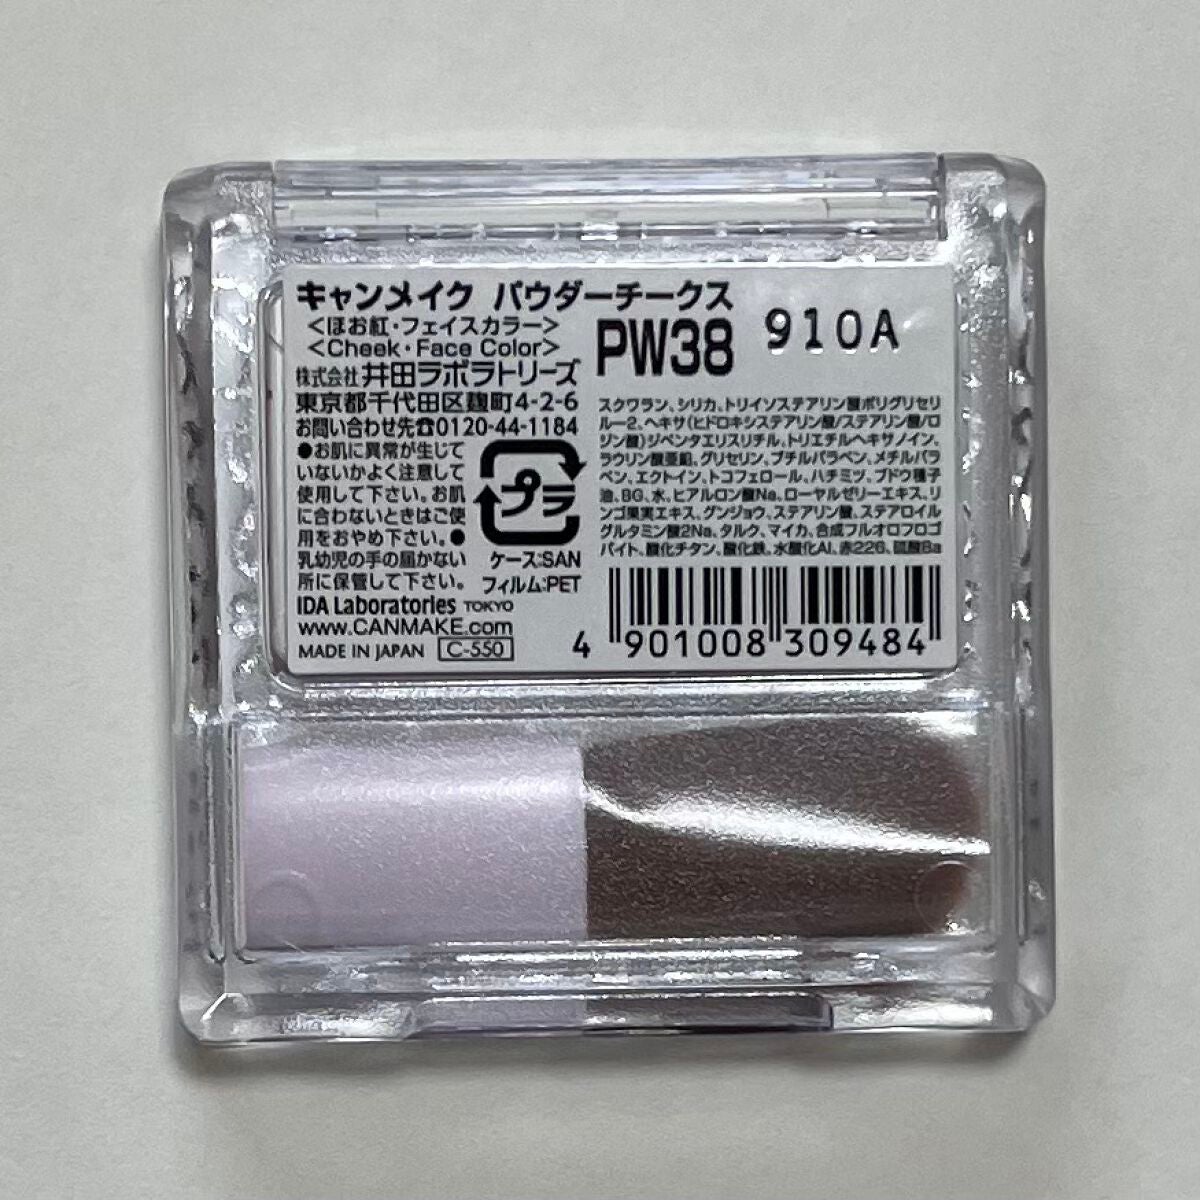 キャンメイク パウダーチークス
<ほお紅・フェイスカラー>
<Cheek・Face Color>
PW38
910A
株式会社 井田ラボラトリーズ
東京都千代田区麹町4-2-6
お問い合わせ先☎0120-44-1184
●お肌に異常が生じて
いないかよく注意して
使用して下さい。お肌
に合わないときはご使
用をおやめ下さい。●
乳幼児の手の届かない
所に保管して下さい。
プラ
ケース:SAN
フィルム:PET
IDA Laboratories TOKYO
www.CANMAKE.com
MADE IN JAPAN C-550
スクワラン、シリカ、トリイソステアリン酸ポリグリセリ
ル-2、ヘキサ(ヒドロキシステアリン酸/ステアリン酸/ロ
ジン酸)ジペンタエリスリチル、トリエチルヘキサノイン、
ラウリン酸亜鉛、グリセリン、ブチルパラベン、メチルパラ
ベン、エクトイン、トコフェロール、ハチミツ、ブドウ種子
油、BG、水、ヒアルロン酸Na、ローヤルゼリーエキス、リ
ンゴ果実エキス、グンジョウ、ステアリン酸、ステアロイル
グルタミン酸2Na、タルク、マイカ、合成フルオロフロゴ
パイト、酸化チタン、酸化鉄、水酸化Al、赤226、硫酸Ba
4 901008 309484